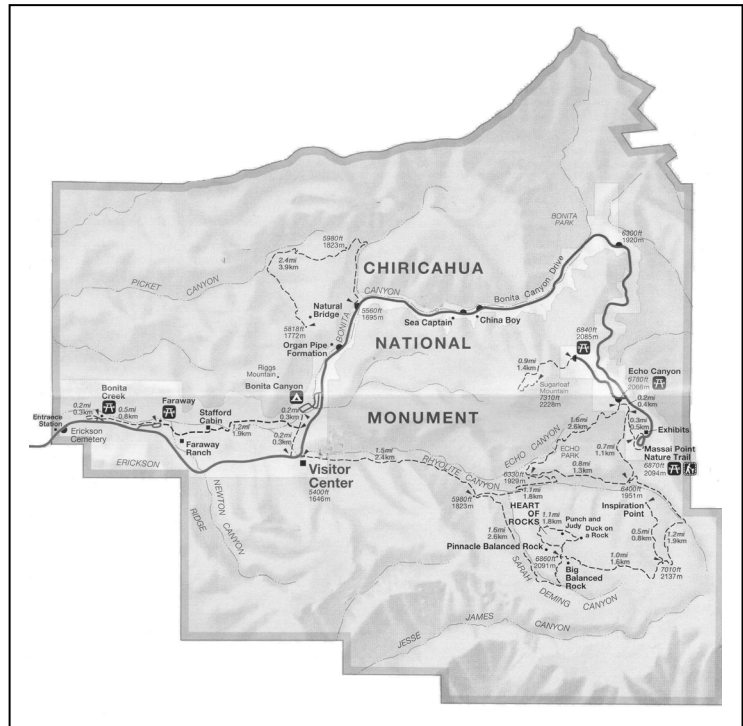 BONITA
PARK
6300ft
1920m
5980ft
1823m
2.4mi
3.9km
CHIRICAHUA
PICKET
CANYON
CANYON
Bonita Canyon Drive
Natural
Bridge
5560ft
1695m
Sea Captain
China Boy
5818ft
1772m
BONITA
6840ft
2085m
Organ Pipe
Formation
NATIONAL
0.9mi
1.4km
Echo Canyon
6780ft
2066m
Riggs
Mountain
Sugarloaf
Mountain
7310ft
2228m
Bonita
Creek
Bonita Canyon
0.2mi
0.4km
0.2mi
0.3km
Faraway
0.2mi
0.3km
MONUMENT
1.6mi
2.6km
0.3mi
0.5km
Exhibits
0.5mi
0.8km
Stafford
Cabin
Entrance
Station
Erickson
Cemetery
1.2mi
1.9km
0.2mi
0.3km
ECHO CANYON
0.7mi
1.1km
Massai Point
Nature Trail
6870ft
2094m
Faraway
Ranch
1.5mi
2.4km
ECHO
PARK
0.8mi
1.3km
ERICKSON
Visitor
Center
5400ft
1646m
RHYOLITE CANYON
6330ft
1929m
5980ft
1823m
1.1mi
1.8km
6400ft
1951m
NEWTON
CANYON
RIDGE
HEART
OF
ROCKS
1.1mi
1.8km
Punch and
Judy
Duck on
a Rock
Inspiration
Point
1.6mi
2.6km
0.5mi
0.8km
1.2mi
1.9km
Pinnacle Balanced Rock
6860ft
2091m
Big
Balanced
Rock
1.0mi
1.6km
7010ft
2137m
SARAH
DEMING
CANYON
JESSE
JAMES
CANYON